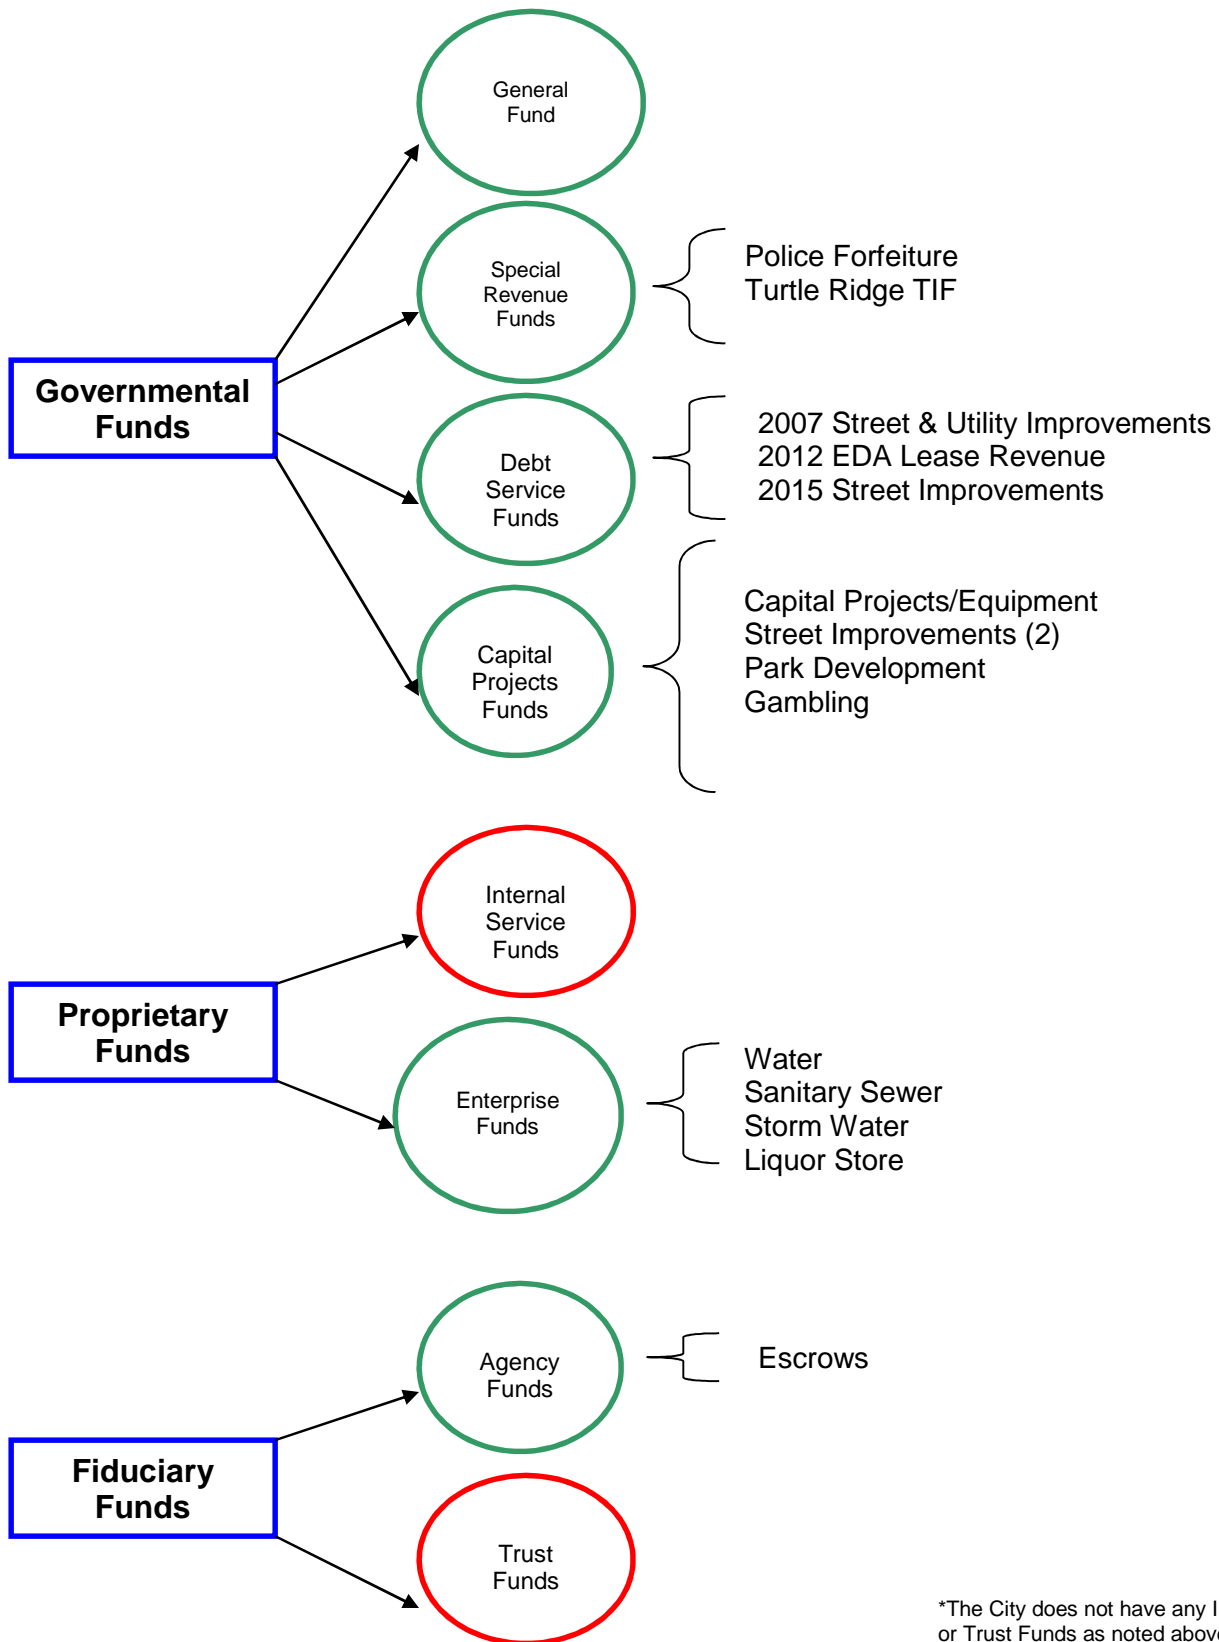 General
Fund
Special
Revenue
Funds
Police Forfeiture
Turtle Ridge TIF
Governmental
Funds
Debt
Service
Funds
2007 Street & Utility Improvements
2012 EDA Lease Revenue
2015 Street Improvements
Capital
Projects
Funds
Capital Projects/Equipment
Street Improvements (2)
Park Development
Gambling
Internal
Service
Funds
Proprietary
Funds
Enterprise
Funds
Water
Sanitary Sewer
Storm Water
Liquor Store
Agency
Funds
Escrows
Fiduciary
Funds
Trust
Funds
*The City does not have any
or Trust Funds as noted above